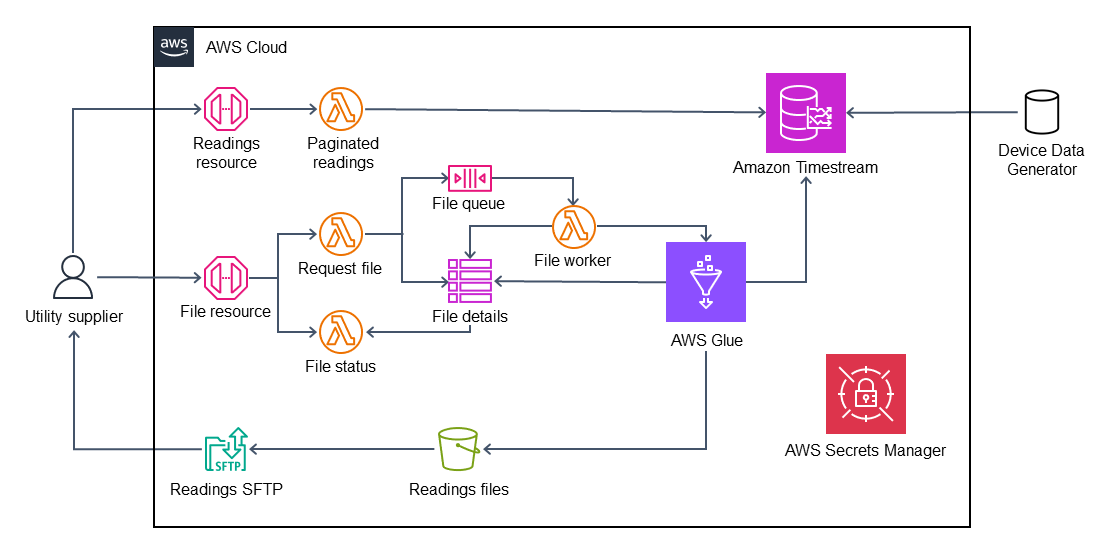 aws
AWS Cloud
Readings
resource
Paginated
readings
Amazon Timestream
Device Data
Generator
File queue
Request file
File worker
Utility supplier
File resource
File details
AWS Glue
File status
AWS Secrets Manager
SFTP
Readings SFTP
Readings files